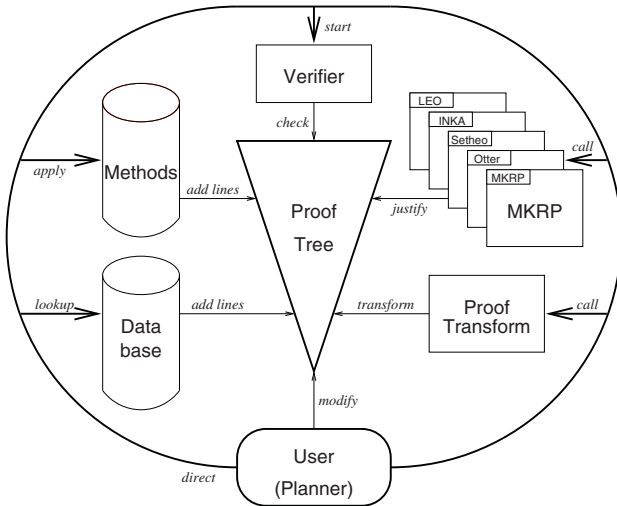 start
Verifier
check
LEO
INKA
Setheo
Otter
MKRP
MKRP
call
Methods
apply
add lines
Proof
Tree
justify
lookup
add lines
Data
base
transform
Proof
Transform
call
modify
User
(Planner)
direct